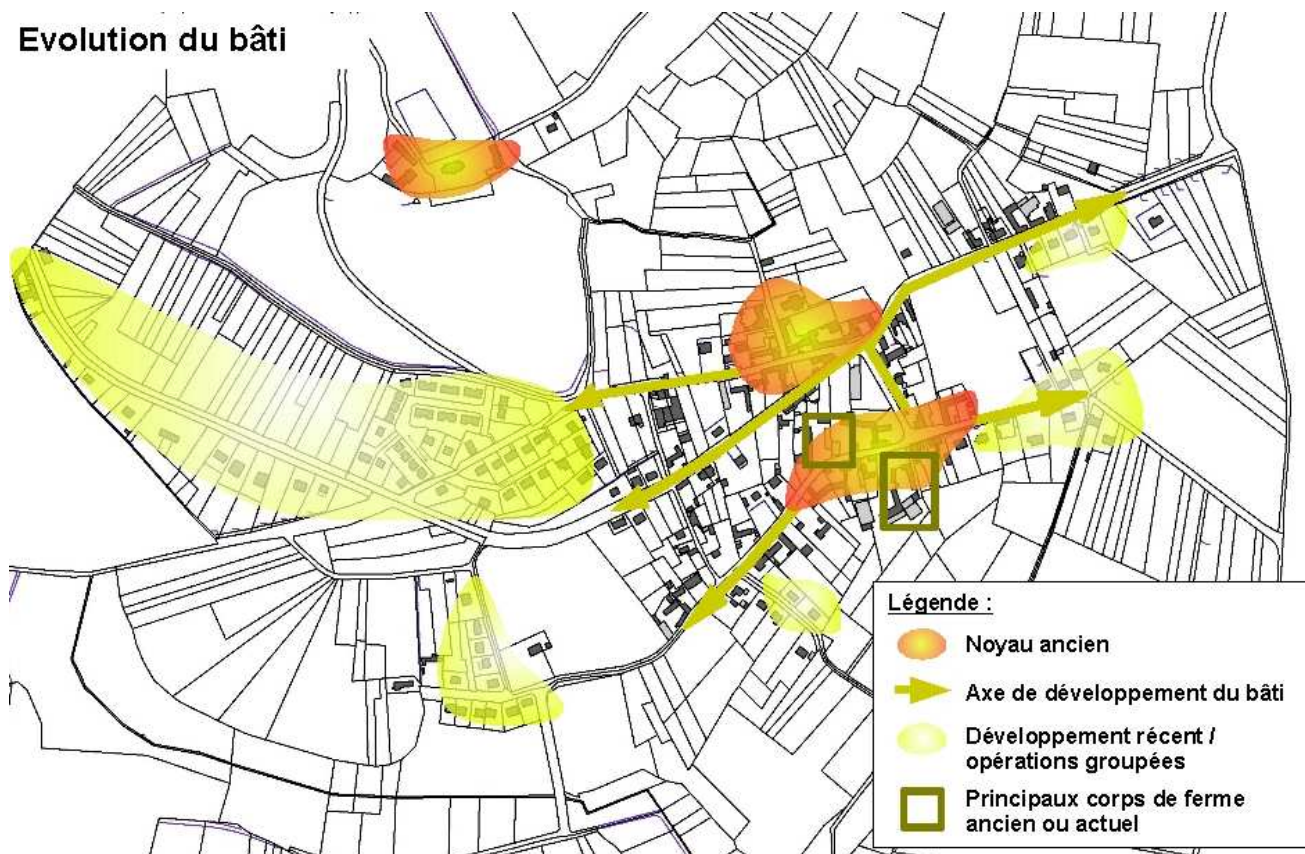 Evolution du bâti
Légende :
Noyau ancien
Axe de développement du bâti
Développement récent /
opérations groupées
Principaux corps de ferme
ancien ou actuel